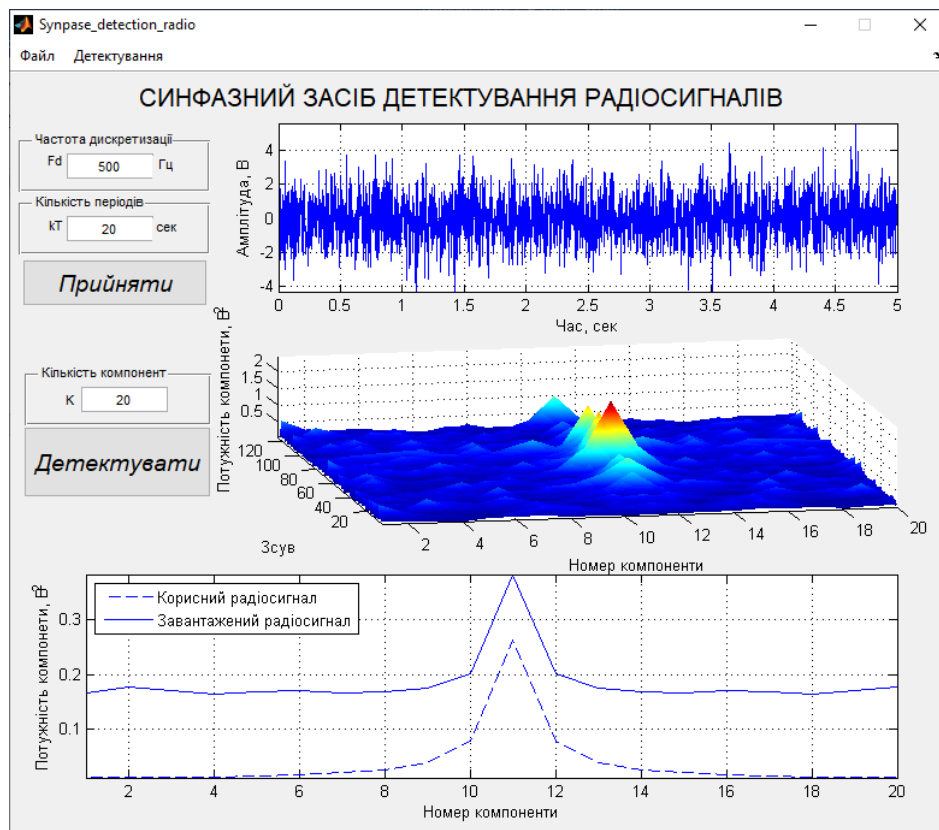 Synpase_detection_radio
Файл Детектування
СИНФАЗНИЙ ЗАСІБ ДЕТЕКТУВАННЯ РАДІОСИГНАЛІВ
Частота дискретизації
Fd 500 Гц
Кількість періодів
kT 20 сек
Прийняти
Амплітуда, В
4
2
0
-2
-4
0 0.5 1 1.5 2 2.5 3 3.5 4 4.5 5
Час, сек
Кількість компонент
K 20
Детектувати
Потужність компонети,
2
1.5
1
0.5
120
100
80
60
40
20
Зсув
2 4 6 8 10 12 14 16 18 20
Номер компоненти
Потужність компонети,
0.3
0.2
0.1
Корисний радіосигнал
Завантажений радіосигнал
2 4 6 8 10 12 14 16 18 20
Номер компоненти